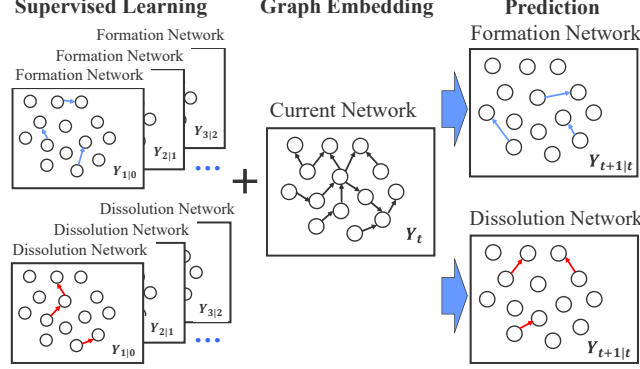 Supervised Learning
Graph Embedding
Prediction
Formation Network
Formation Network
Formation Network
Y1|0
Y2|1
Y3|2
...
+
Current Network
Yt
Formation Network
Yt+1|t
Dissolution Network
Dissolution Network
Dissolution Network
Y1|0
Y2|1
Y3|2
...
Dissolution Network
Yt+1|t